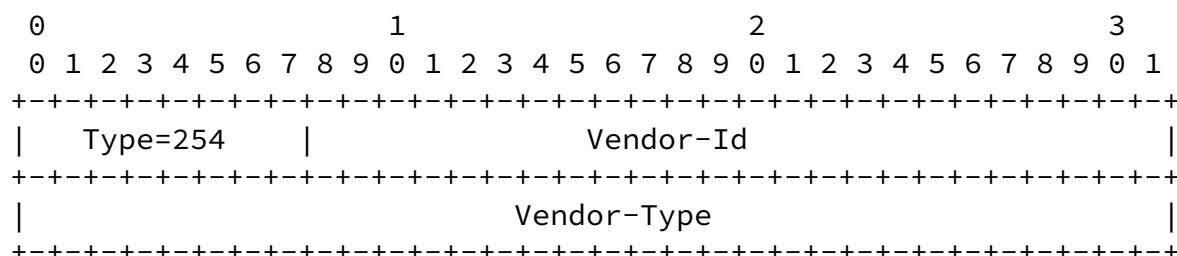 0                   1                   2                   3
 0 1 2 3 4 5 6 7 8 9 0 1 2 3 4 5 6 7 8 9 0 1 2 3 4 5 6 7 8 9 0 1
+-+-+-+-+-+-+-+-+-+-+-+-+-+-+-+-+-+-+-+-+-+-+-+-+-+-+-+-+-+-+-+-+
|   Type=254    |               Vendor-Id                       |
+-+-+-+-+-+-+-+-+-+-+-+-+-+-+-+-+-+-+-+-+-+-+-+-+-+-+-+-+-+-+-+-+
|                           Vendor-Type                         |
+-+-+-+-+-+-+-+-+-+-+-+-+-+-+-+-+-+-+-+-+-+-+-+-+-+-+-+-+-+-+-+-+